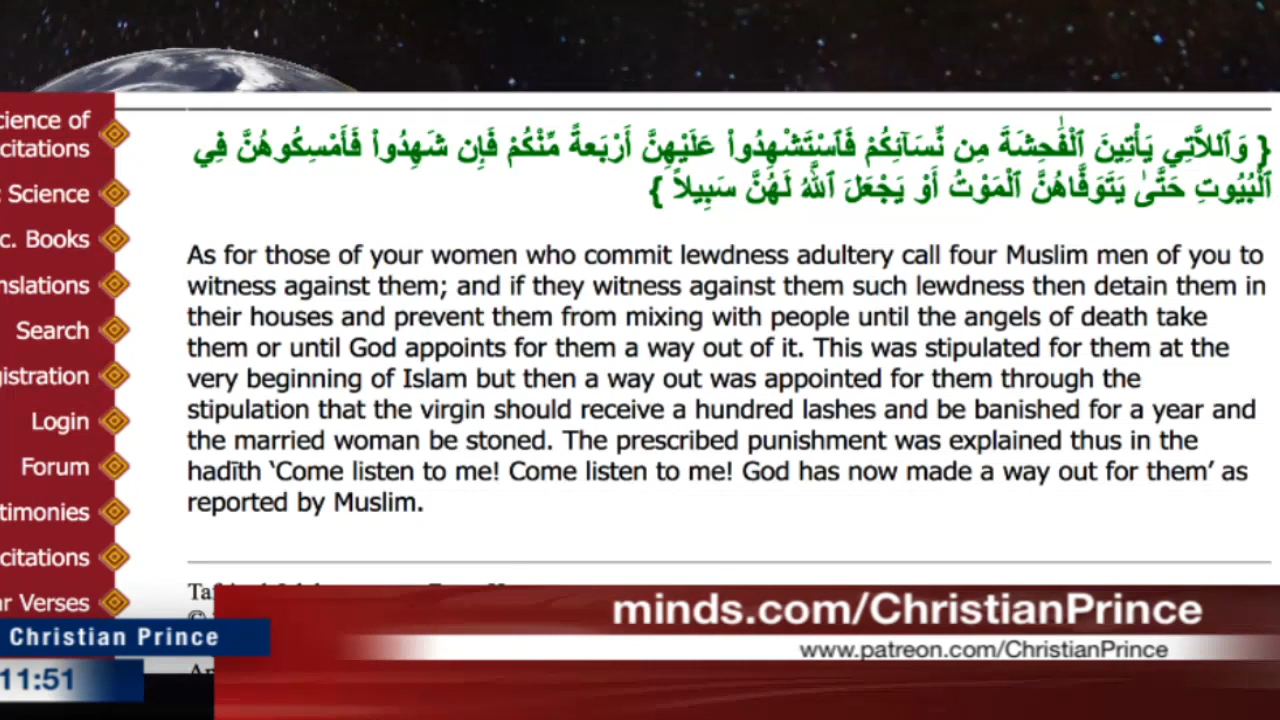 { وَٱللاَّتِي يَأْتِينَ ٱلْفَٰحِشَةَ مِن نِّسَآئِكُمْ فَٱسْتَشْهِدُواْ عَلَيْهِنَّ أَرْبَعةً مِّنْكُمْ فَإِن شَهِدُواْ فَأَمْسِكُوهُنَّ فِي
ٱلْبُيُوتِ حَتَّىٰ يَتَوَفَّاهُنَّ ٱلْمَوْتُ أَوْ يَجْعَلَ ٱللَّهُ لَهُنَّ سَبِيلاً }
As for those of your women who commit lewdness adultery call four Muslim men of you to
witness against them; and if they witness against them such lewdness then detain them in
their houses and prevent them from mixing with people until the angels of death take
them or until God appoints for them a way out of it. This was stipulated for them at the
very beginning of Islam but then a way out was appointed for them through the
stipulation that the virgin should receive a hundred lashes and be banished for a year and
the married woman be stoned. The prescribed punishment was explained thus in the
hadīth ‘Come listen to me! Come listen to me! God has now made a way out for them’ as
reported by Muslim.
cience of
citations
Science
c. Books
nslations
Search
gistration
Login
Forum
timonies
citations
ar Verses
Christian Prince
11:51
minds.com/ChristianPrince
www.patreon.com/ChristianPrince